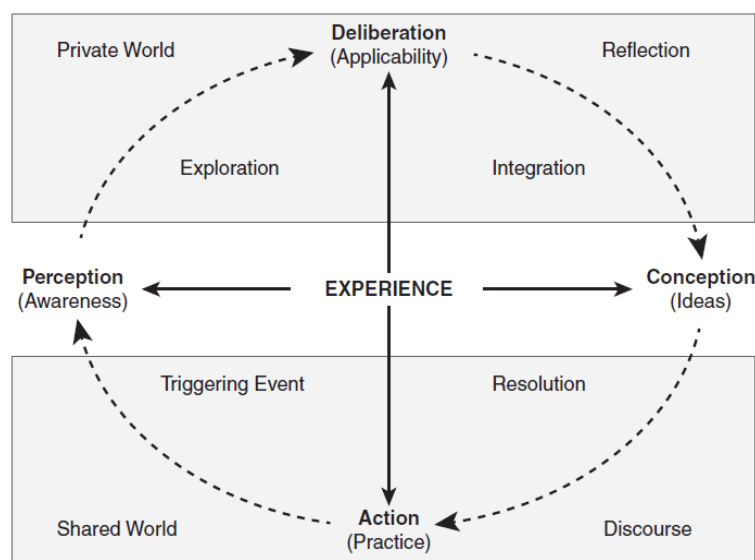 Deliberation
Private World
(Applicability)
Reflection
Exploration
Integration
Perception
(Awareness)
EXPERIENCE
Conception
(Ideas)
Triggering Event
Resolution
Action
Shared World
(Practice)
Discourse